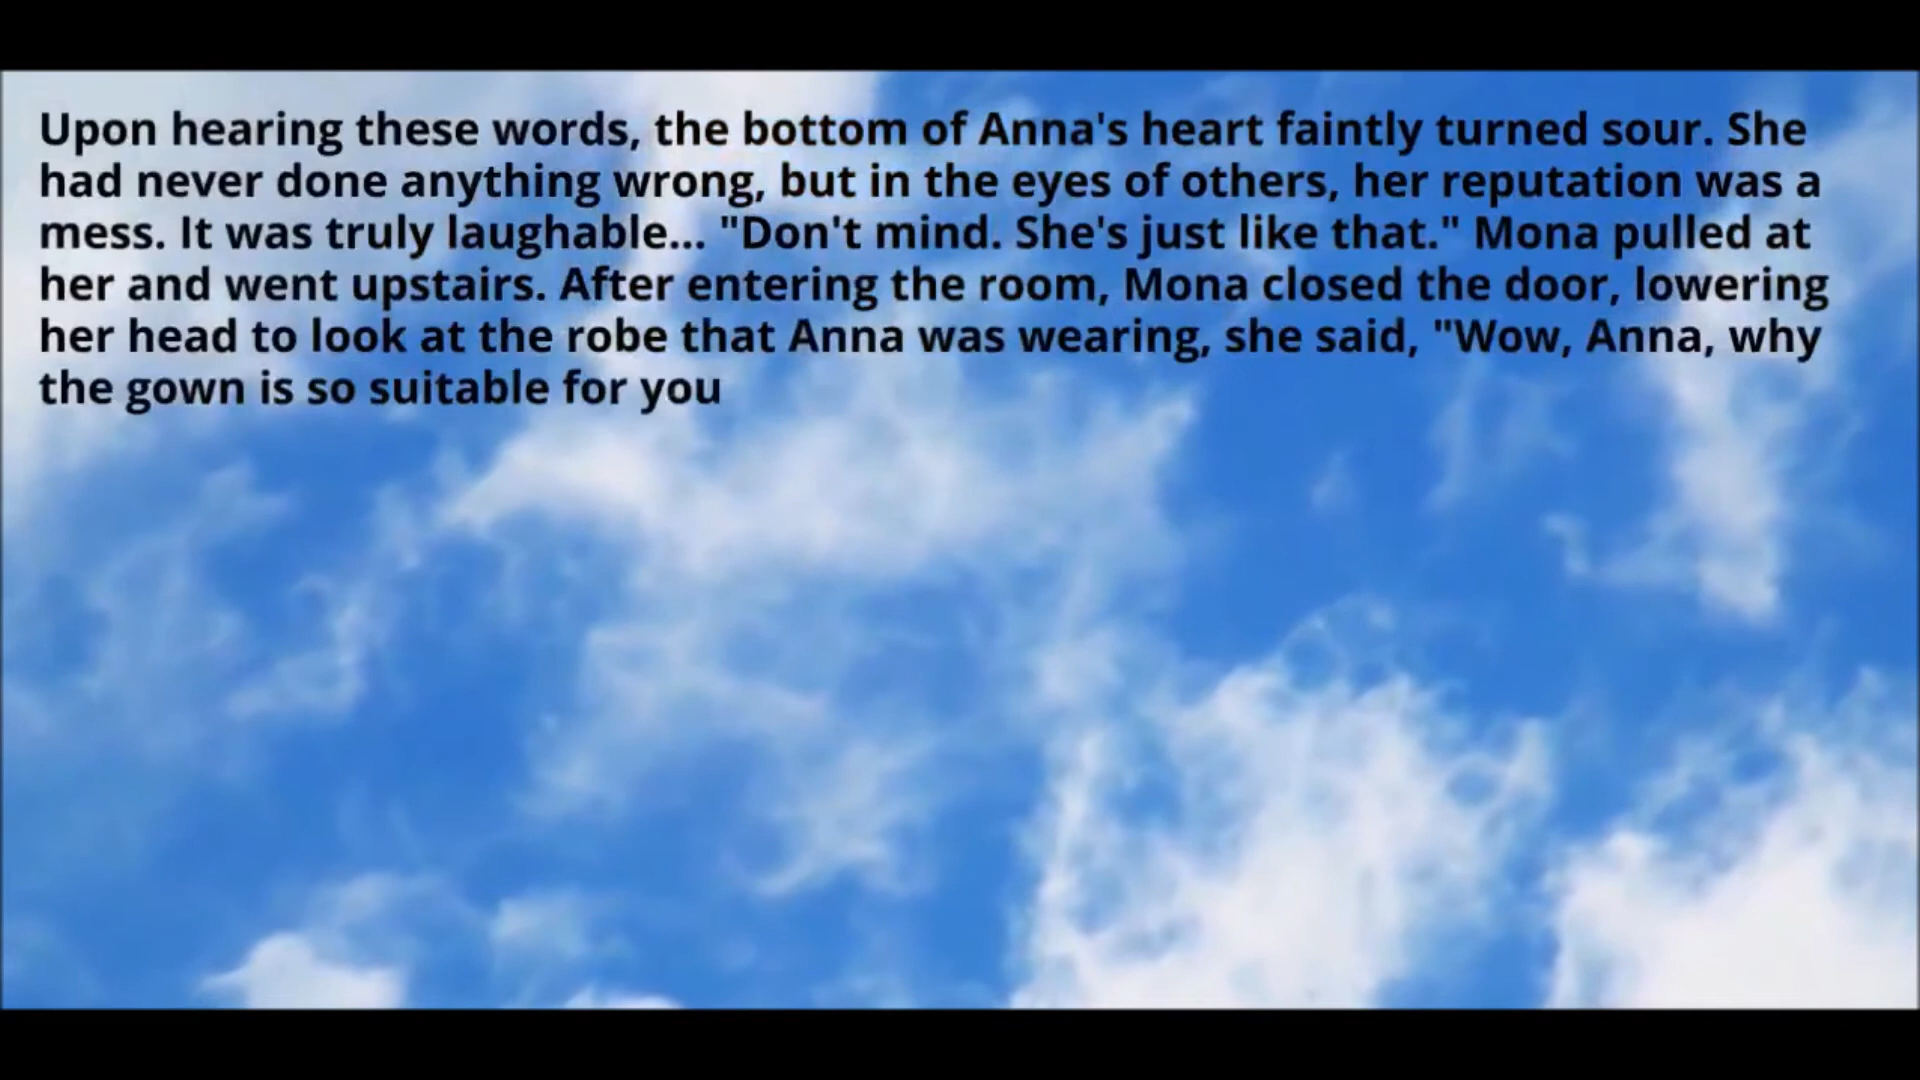 Upon hearing these words, the bottom of Anna's heart faintly turned sour. She
had never done anything wrong, but in the eyes of others, her reputation was a
mess. It was truly laughable... "Don't mind. She's just like that." Mona pulled at
her and went upstairs. After entering the room, Mona closed the door, lowering
her head to look at the robe that Anna was wearing, she said, "Wow, Anna, why
the gown is so suitable for you